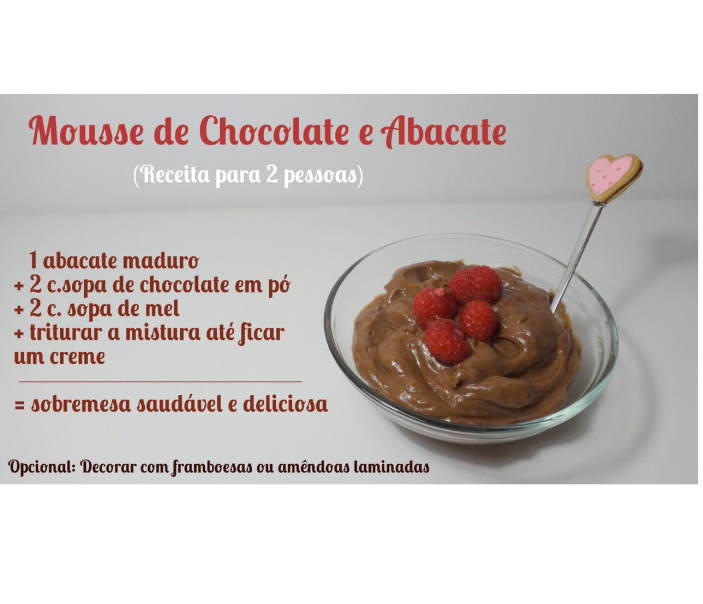 Mousse de Chocolate e Abacate
(Receita para 2 pessoas)
1 abacate maduro
+ 2 c.sopa de chocolate em pó
+ 2 c. sopa de mel
+ triturar a mistura até ficar
um creme
= sobremesa saudável e deliciosa
Opcional: Decorar com framboesas ou amêndoas laminadas